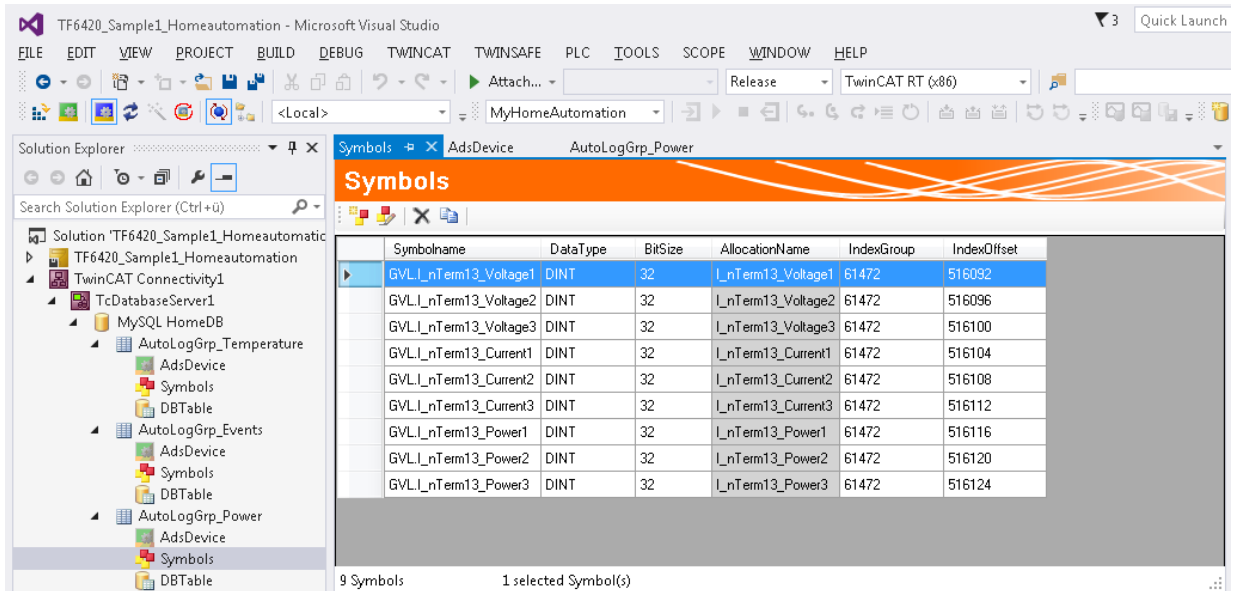 TF6420_Sample1_Homeautomation - Microsoft Visual Studio
3 Quick Launch
FILE EDIT VIEW PROJECT BUILD DEBUG TWINCAT TWINSAFE PLC TOOLS SCOPE WINDOW HELP
Attach... Release TwinCAT RT (x86)
<Local> MyHomeAutomation
Solution Explorer
Symbols AdsDevice AutoLogGrp_Power
Symbols
Search Solution Explorer (Ctrl+ü)
Solution 'TF6420_Sample1_Homeautomatic
TF6420_Sample1_Homeautomation
TwinCAT Connectivity1
TcDatabaseServer1
MySQL HomeDB
AutoLogGrp_Temperature
AdsDevice
Symbols
DBTable
AutoLogGrp_Events
AdsDevice
Symbols
DBTable
AutoLogGrp_Power
AdsDevice
Symbols
DBTable
Symbolname DataType BitSize AllocationName IndexGroup IndexOffset
GVL.I_nTerm13_Voltage1 DINT 32 I_nTerm13_Voltage1 61472 516092
GVL.I_nTerm13_Voltage2 DINT 32 I_nTerm13_Voltage2 61472 516096
GVL.I_nTerm13_Voltage3 DINT 32 I_nTerm13_Voltage3 61472 516100
GVL.I_nTerm13_Current1 DINT 32 I_nTerm13_Current1 61472 516104
GVL.I_nTerm13_Current2 DINT 32 I_nTerm13_Current2 61472 516108
GVL.I_nTerm13_Current3 DINT 32 I_nTerm13_Current3 61472 516112
GVL.I_nTerm13_Power1 DINT 32 I_nTerm13_Power1 61472 516116
GVL.I_nTerm13_Power2 DINT 32 I_nTerm13_Power2 61472 516120
GVL.I_nTerm13_Power3 DINT 32 I_nTerm13_Power3 61472 516124
9 Symbols 1 selected Symbol(s)